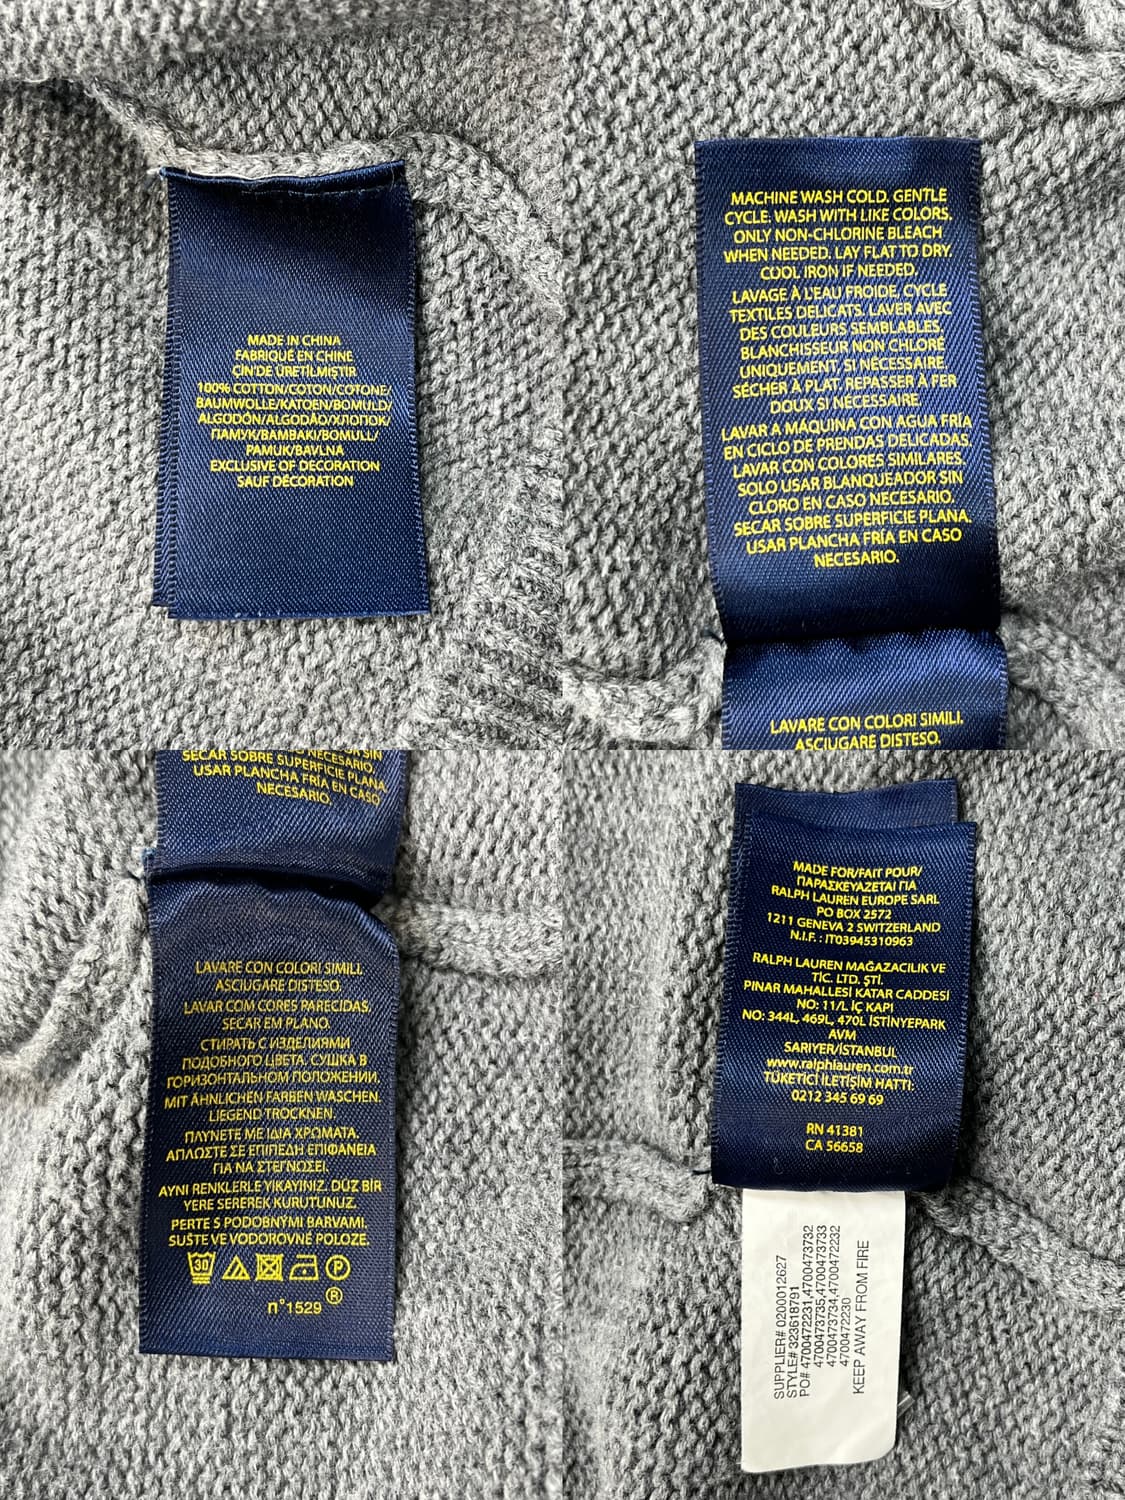 MADE IN CHINA
FABRIQUÉ EN CHINE
ÇİN'DE ÜRETİLMİŞTİR
100% COTTON/COTON/COTONE/
BAUMWOLLE/KATOEN/BOMULD/
ALGODÓN/ALGODÃO/ХЛОПОК/
ПАМУК/BAMBAKI/BOMULL/
PAMUK/BAVLNA
EXCLUSIVE OF DECORATION
SAUF DÉCORATION
MACHINE WASH COLD. GENTLE
CYCLE. WASH WITH LIKE COLORS.
ONLY NON-CHLORINE BLEACH
WHEN NEEDED. LAY FLAT TO DRY.
COOL IRON IF NEEDED.
LAVAGE À L'EAU FROIDE, CYCLE
TEXTILES DELICATS. LAVER AVEC
DES COULEURS SEMBLABLES.
BLANCHISSEUR NON CHLORÉ
UNIQUEMENT, SI NÉCESSAIRE.
SÉCHER À PLAT. REPASSER À FER
DOUX SI NÉCESSAIRE.
LAVAR A MÁQUINA CON AGUA FRÍA
EN CICLO DE PRENDAS DELICADAS.
LAVAR CON COLORES SIMILARES.
SOLO USAR BLANQUEADOR SIN
CLORO EN CASO NECESARIO.
SECAR SOBRE SUPERFICIE PLANA.
USAR PLANCHA FRÍA EN CASO
NECESARIO.
LAVARE CON COLORI SIMILI.
ASCIUGARE DISTESO.
NECESARIO.
SECAR SOBRE SUPERFICIE PLANA.
USAR PLANCHA FRÍA EN CASO
NECESARIO.
LAVARE CON COLORI SIMILI.
ASCIUGARE DISTESO.
LAVAR COM CORES PARECIDAS.
SECAR EM PLANO.
СТИРАТЬ С ИЗДЕЛИЯМИ
ПОДОБНОГО ЦВЕТА. СУШКА В
ГОРИЗОНТАЛЬНОМ ПОЛОЖЕНИИ.
MIT ÄHNLICHEN FARBEN WASCHEN.
LIEGEND TROCKNEN.
ΠΛΥΝΕΤΕ ΜΕ ΙΔΙΑ ΧΡΩΜΑΤΑ.
ΑΠΛΩΣΤΕ ΣΕ ΕΠΙΠΕΔΗ ΕΠΙΦΑΝΕΙΑ
ΓΙΑ ΝΑ ΣΤΕΓΝΩΣΕΙ.
AYNI RENKLERLE YIKAYINIZ. DÜZ BİR
YERE SEREREK KURUTUNUZ.
PERTE S PODOBNÝMI BARVAMI.
SUŠTE VE VODOROVNÉ POLOZE.
30 P
n°1529 ®
MADE FOR/FAIT POUR/
ΠΑΡΑΣΚΕΥΑΖΕΤΑΙ ΓΙΑ
RALPH LAUREN EUROPE SARL
PO BOX 2572
1211 GENEVA 2 SWITZERLAND
N.I.F. : IT03945310963
RALPH LAUREN MAĞAZACILIK VE
TİC. LTD. ŞTİ.
PINAR MAHALLESİ KATAR CADDESİ
NO: 11/L İÇ KAPI
NO: 344L, 469L, 470L İSTİNYEPARK
AVM
SARIYER/İSTANBUL
www.ralphlauren.com.tr
TÜKETİCİ İLETİŞİM HATTI:
0212 345 69 69
RN 41381
CA 56658
SUPPLIER# 0200012627
STYLE# 323618791
PO# 4700472231,4700473732
4700473735,4700473733
4700473734,4700472232
4700472230
KEEP AWAY FROM FIRE